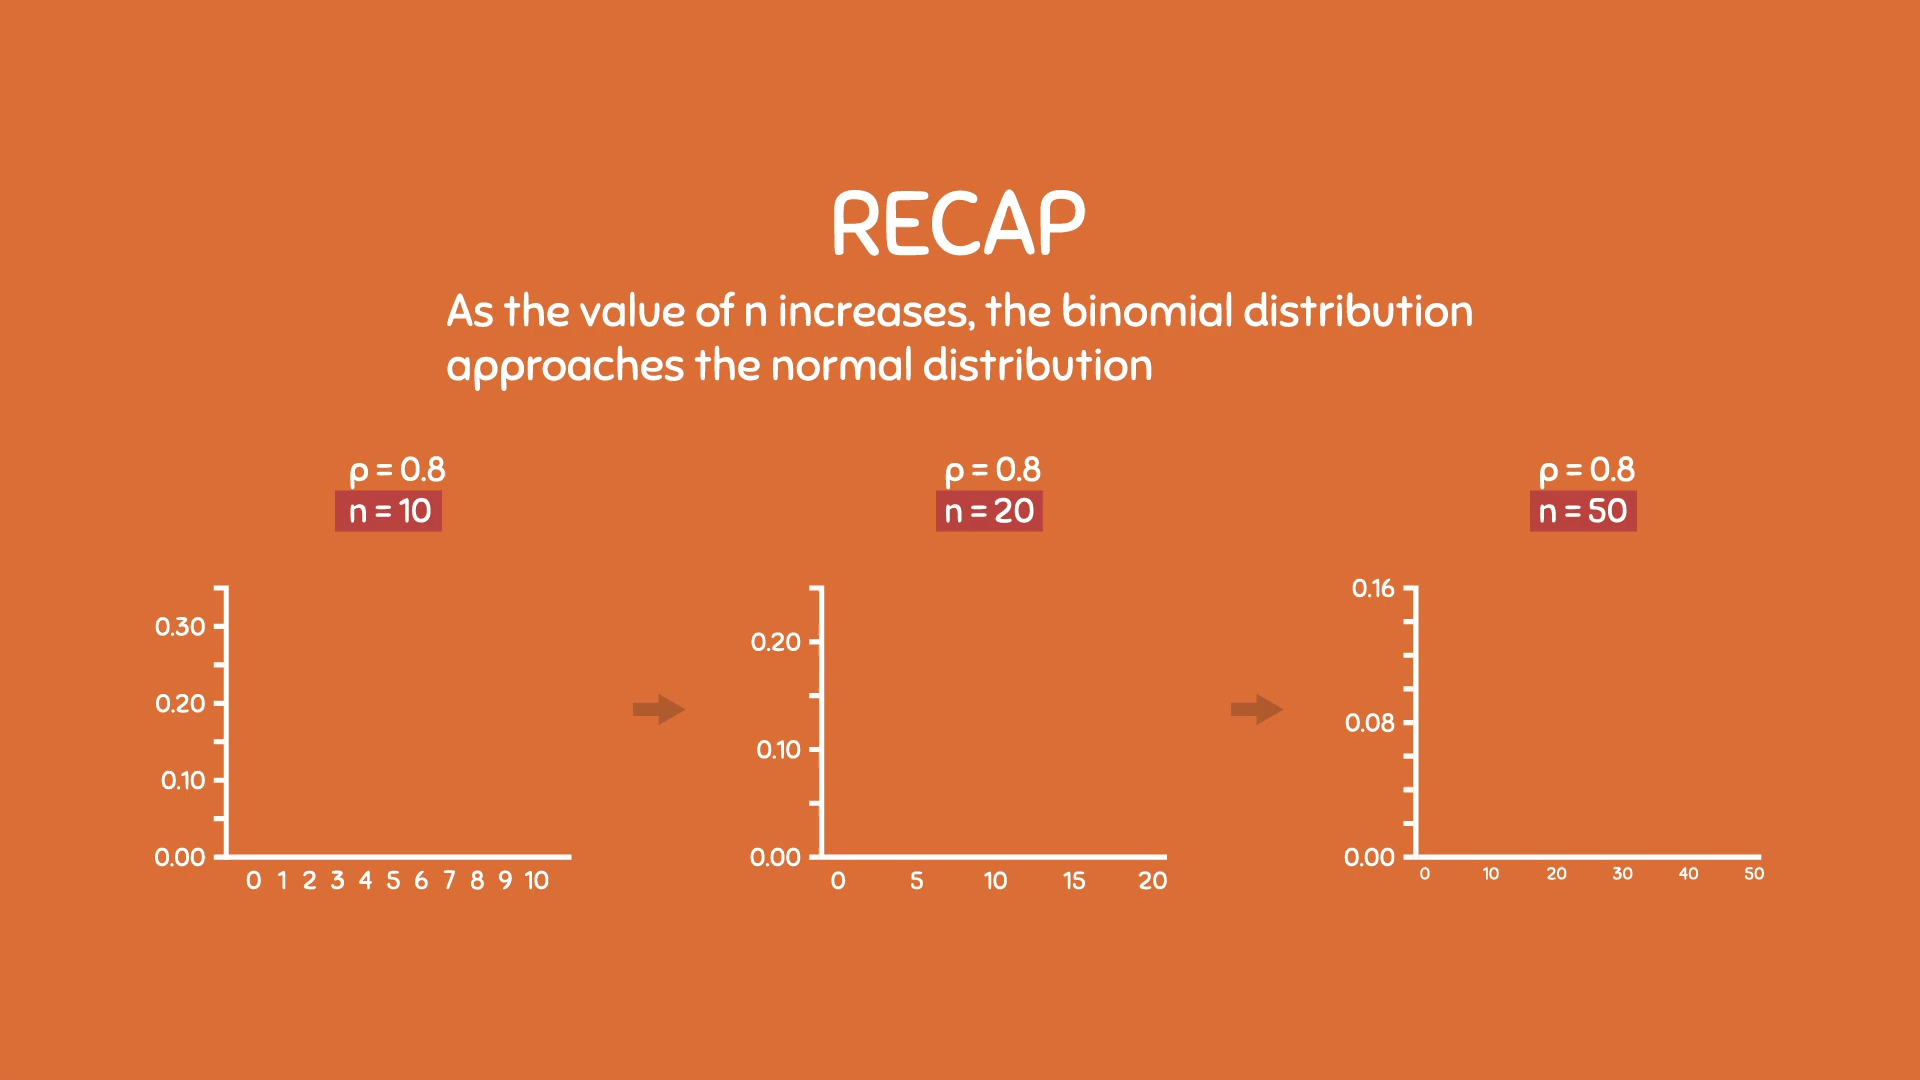 RECAP
As the value of n increases, the binomial distribution
approaches the normal distribution
p = 0.8
n = 10
p = 0.8
n = 20
p = 0.8
n = 50
0.30
0.20
0.10
0.00
0 1 2 3 4 5 6 7 8 9 10
0.20
0.10
0.00
0 5 10 15 20
0.16
0.08
0.00
0 10 20 30 40 50